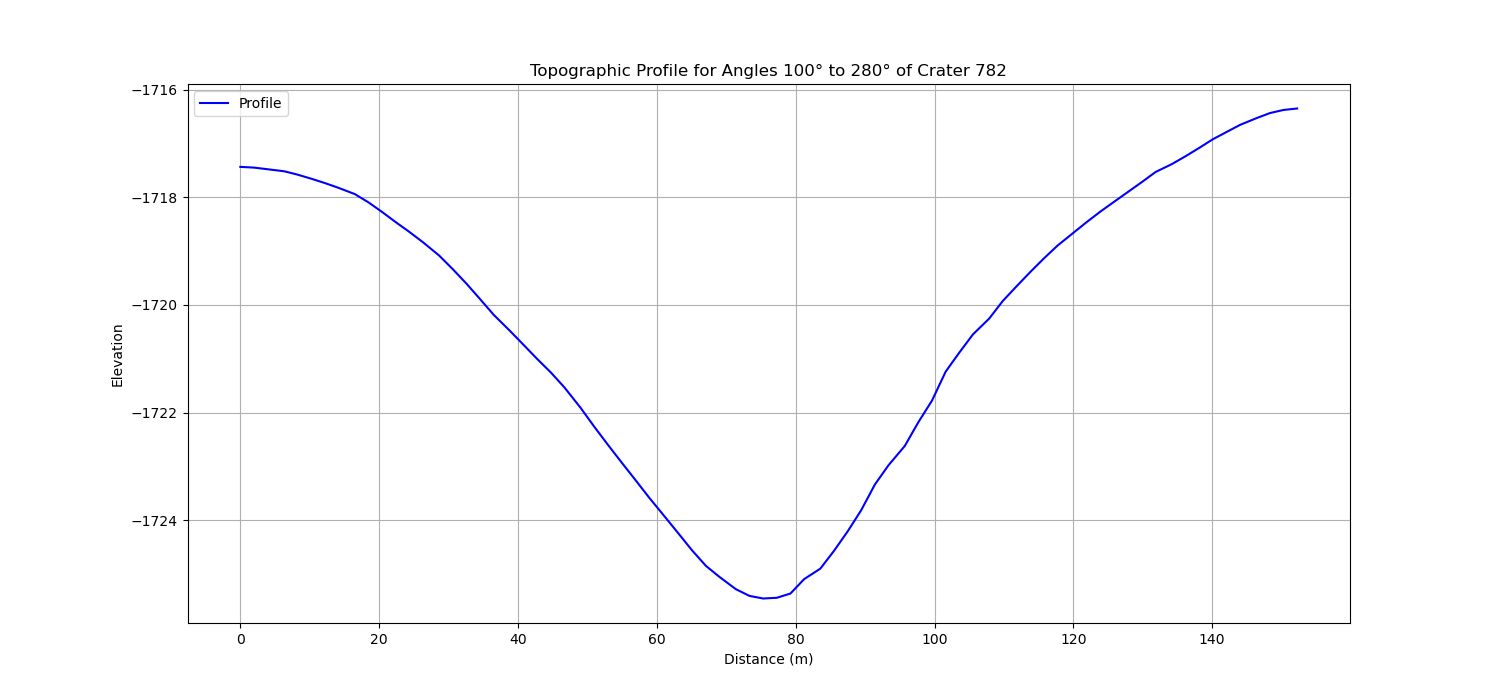 Topographic Profile for Angles 100° to 280° of Crater 782
Profile
−1716
−1718
−1720
−1722
−1724
Elevation
0 20 40 60 80 100 120 140
Distance (m)